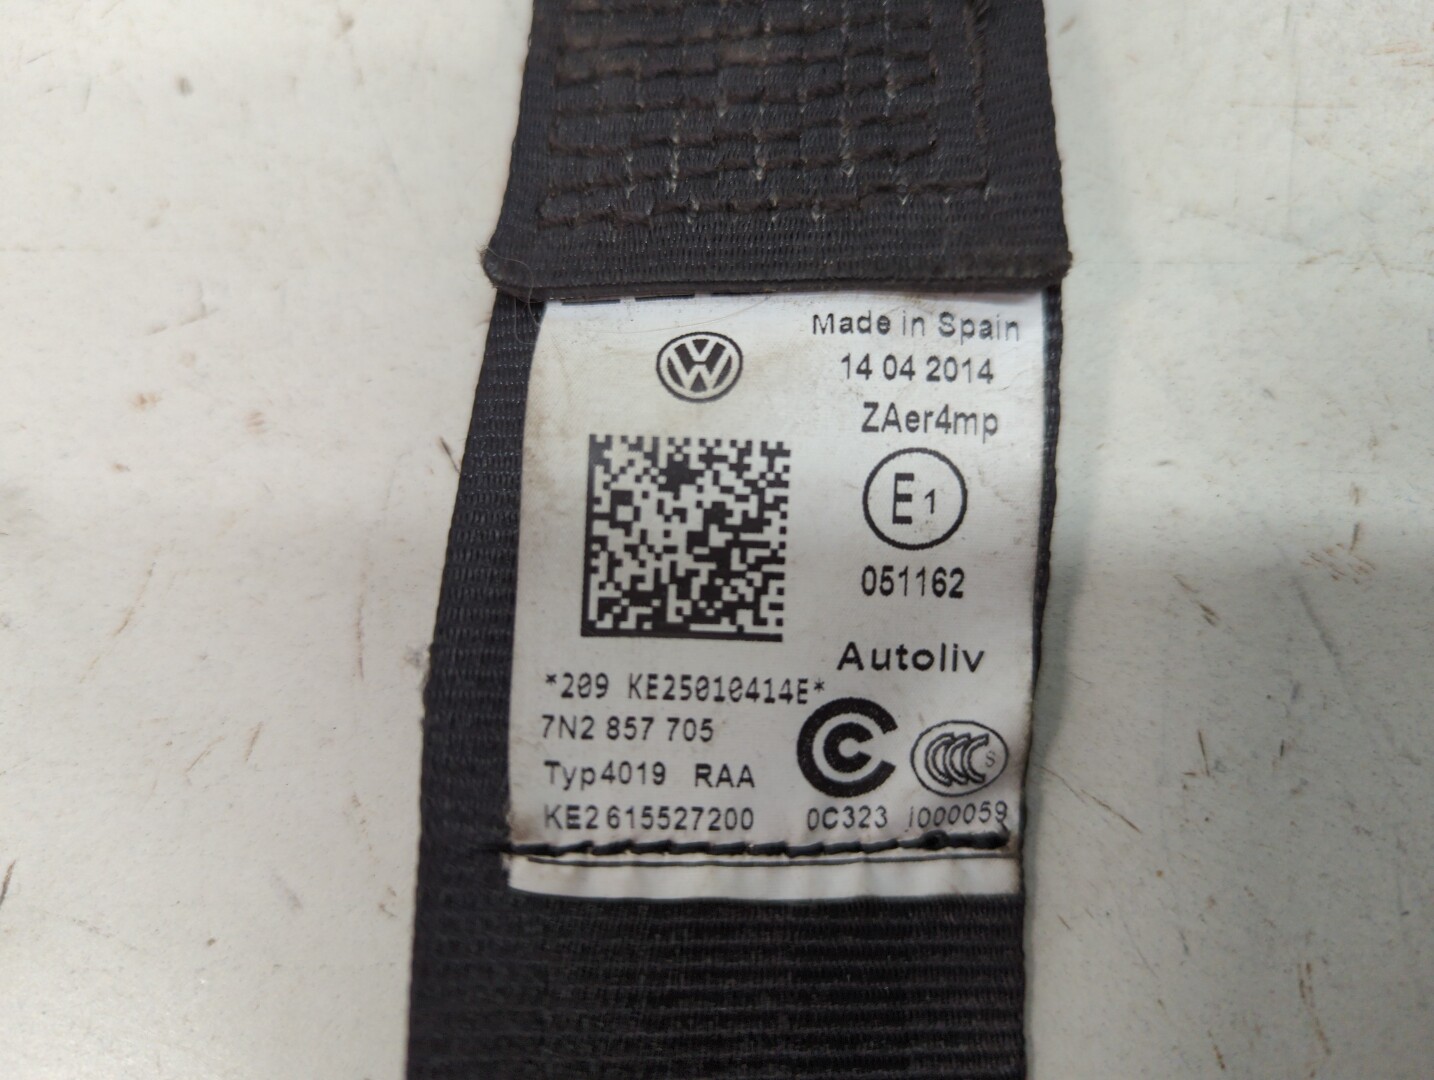 Made in Spain
14 04 2014
ZAer4mp
E1
051162
Autoliv
*209 KE25010414E*
7N2 857 705
Typ4019 RAA
KE2 615527200
0C323 I000059
S